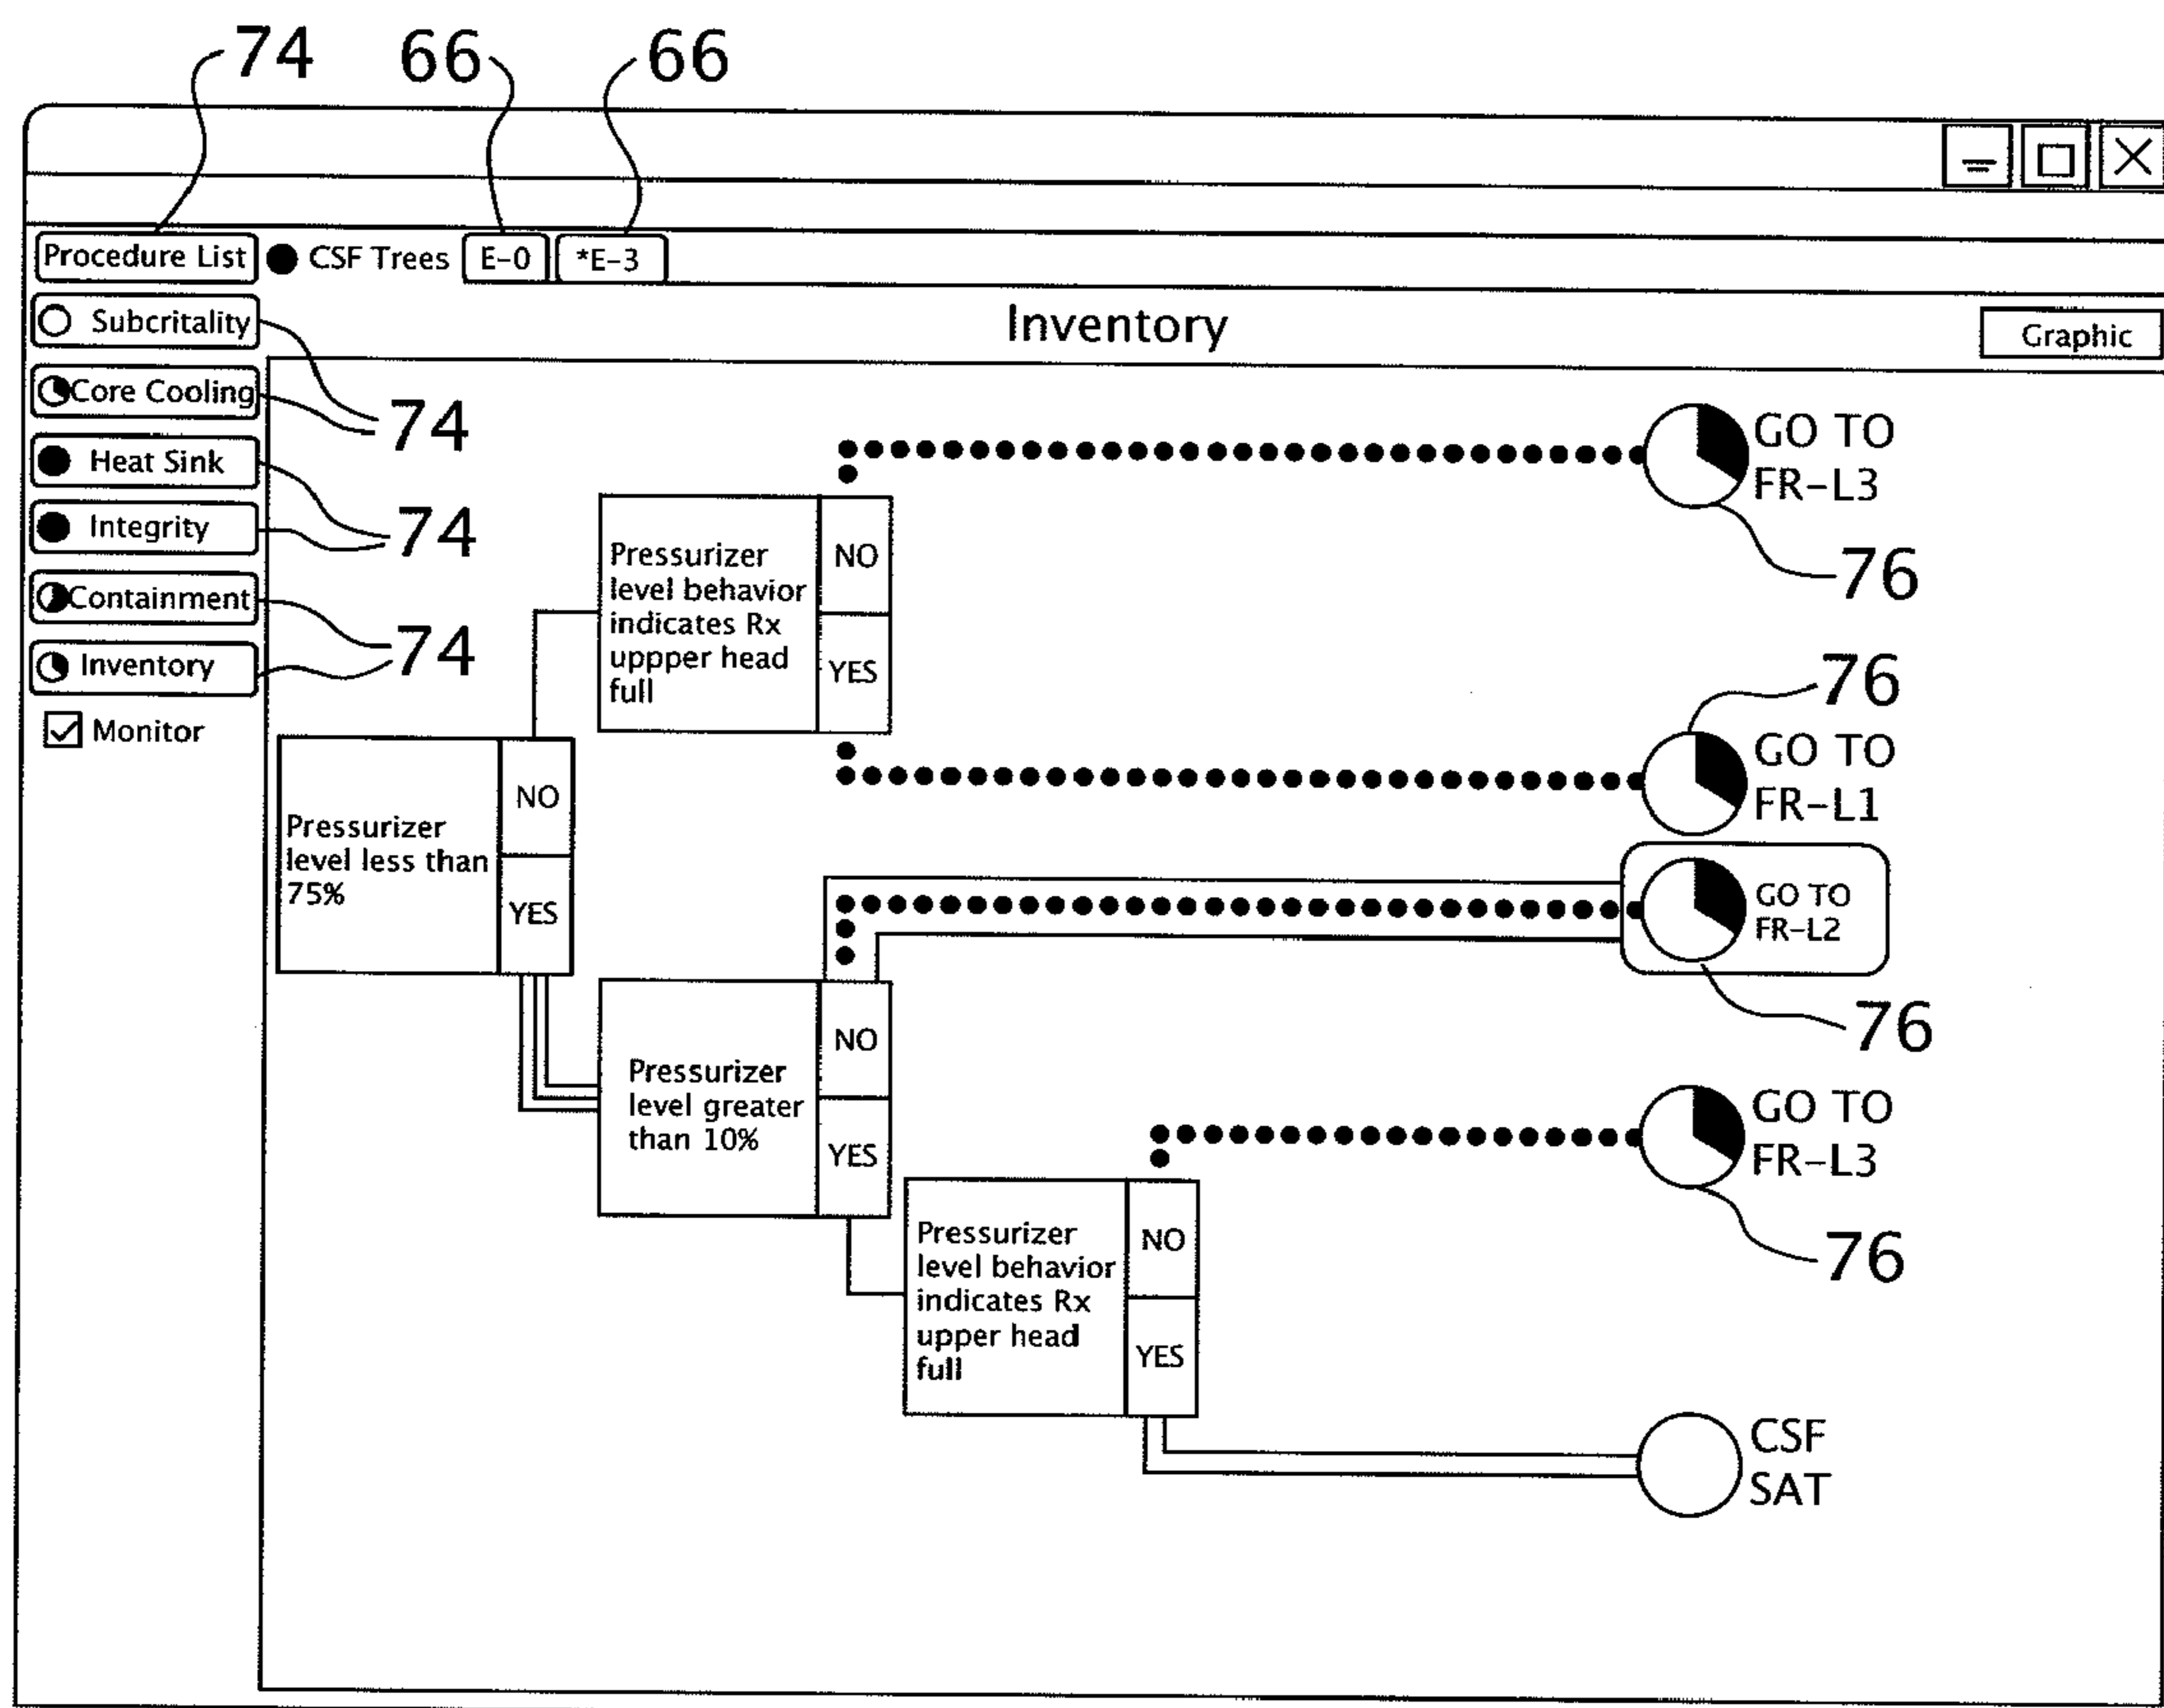 74 66 66
Procedure List CSF Trees E-0 *E-3
Subcritality
Inventory
Graphic
Core Cooling
74
Heat Sink
74
Integrity
Containment
74
Inventory
Monitor
GO TO
FR-L3
76
Pressurizer
level behavior
indicates Rx
uppper head
full
NO
YES
76
GO TO
FR-L1
Pressurizer
level less than
75%
NO
YES
GO TO
FR-L2
76
Pressurizer
level greater
than 10%
NO
YES
GO TO
FR-L3
76
Pressurizer
level behavior
indicates Rx
upper head
full
NO
YES
CSF
SAT